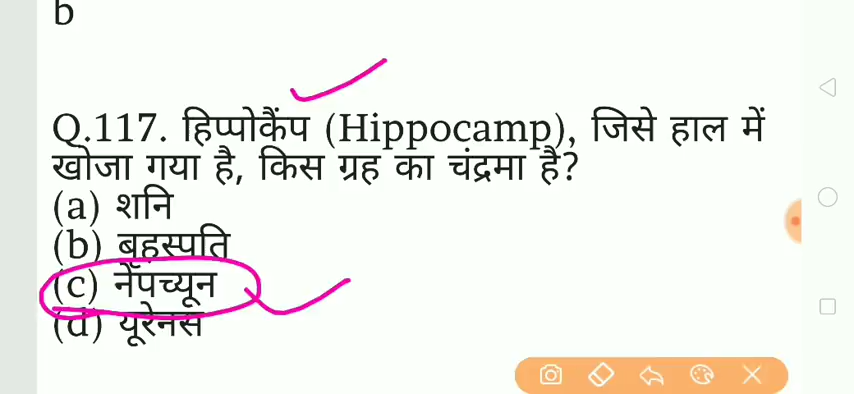 b
Q.117. हिप्पोकैंप (Hippocamp), जिसे हाल में
खोजा गया है, किस ग्रह का चंद्रमा है?
(a) शनि
(b) बृहस्पति
(c) नेपच्यून
(d) यूरेनस